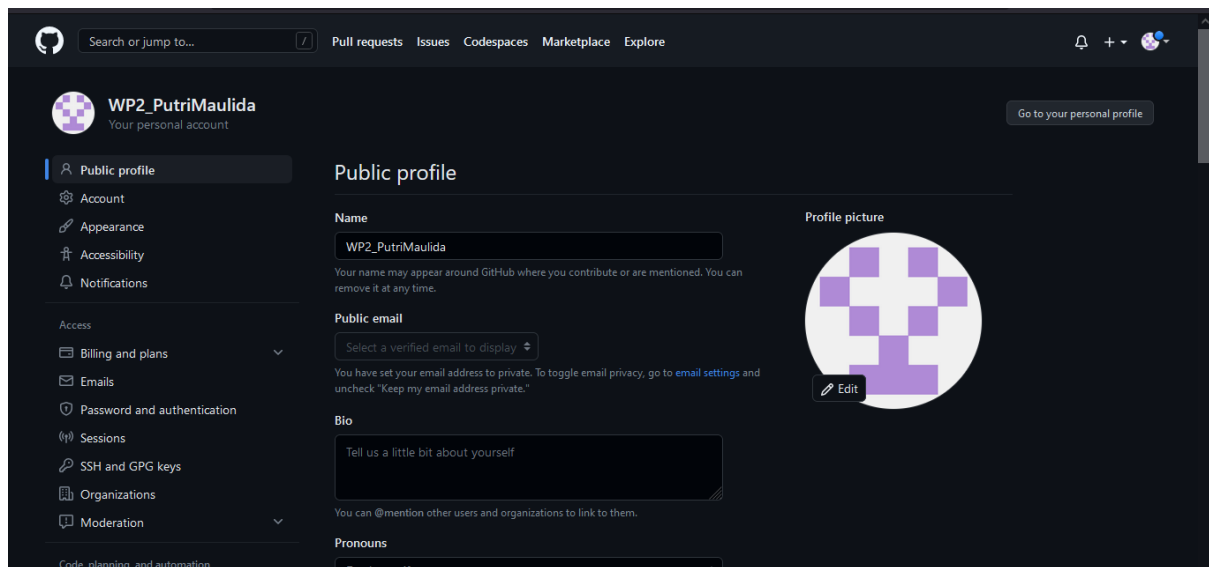 Search or jump to... /
Pull requests Issues Codespaces Marketplace Explore
WP2_PutriMaulida
Your personal account
Go to your personal profile
Public profile
Account
Appearance
Accessibility
Notifications
Access
Billing and plans
Emails
Password and authentication
Sessions
SSH and GPG keys
Organizations
Moderation
Code, planning, and automation
Public profile
Name
WP2_PutriMaulida
Your name may appear around GitHub where you contribute or are mentioned. You can
remove it at any time.
Public email
Select a verified email to display
You have set your email address to private. To toggle email privacy, go to email settings and
uncheck "Keep my email address private."
Bio
Tell us a little bit about yourself
You can @mention other users and organizations to link to them.
Pronouns
Profile picture
Edit